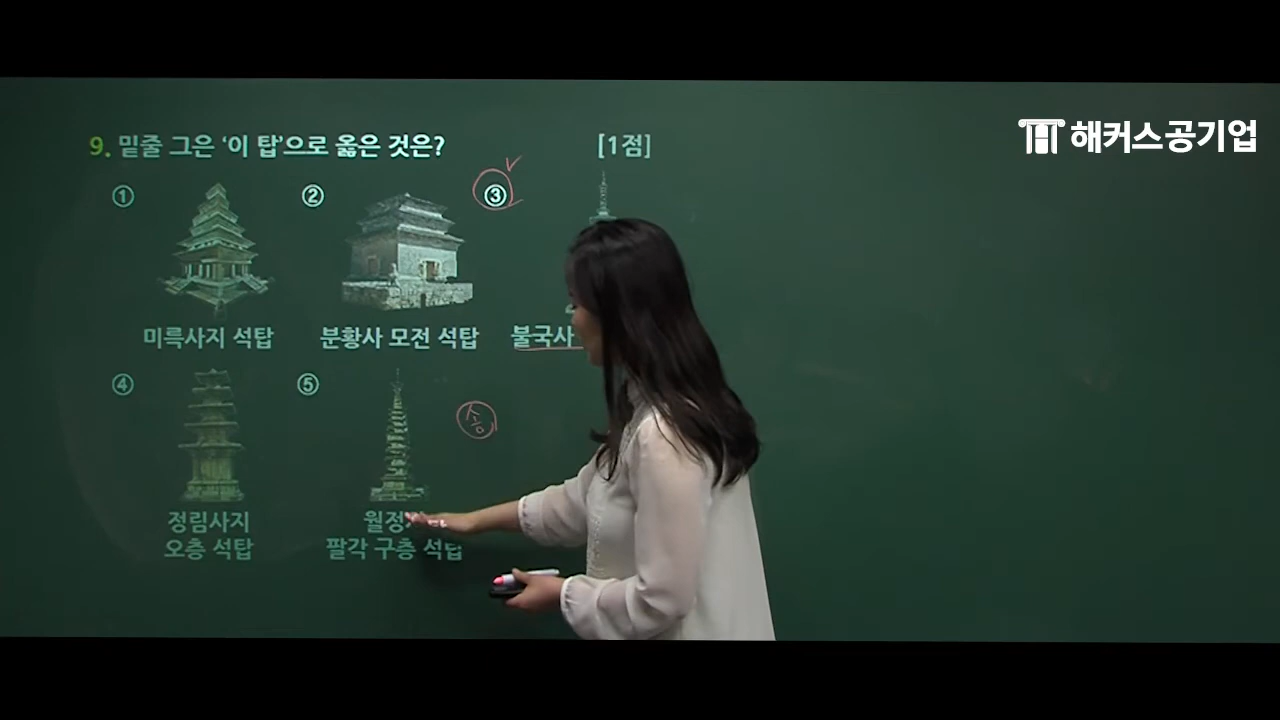 해커스공기업
9. 밑줄 그은 ‘이 탑’으로 옳은 것은? [1점]
① ② ③
미륵사지 석탑 분황사 모전 석탑 불국사
④ ⑤ 송
정림사지 월정
오층 석탑 팔각 구층 석탑